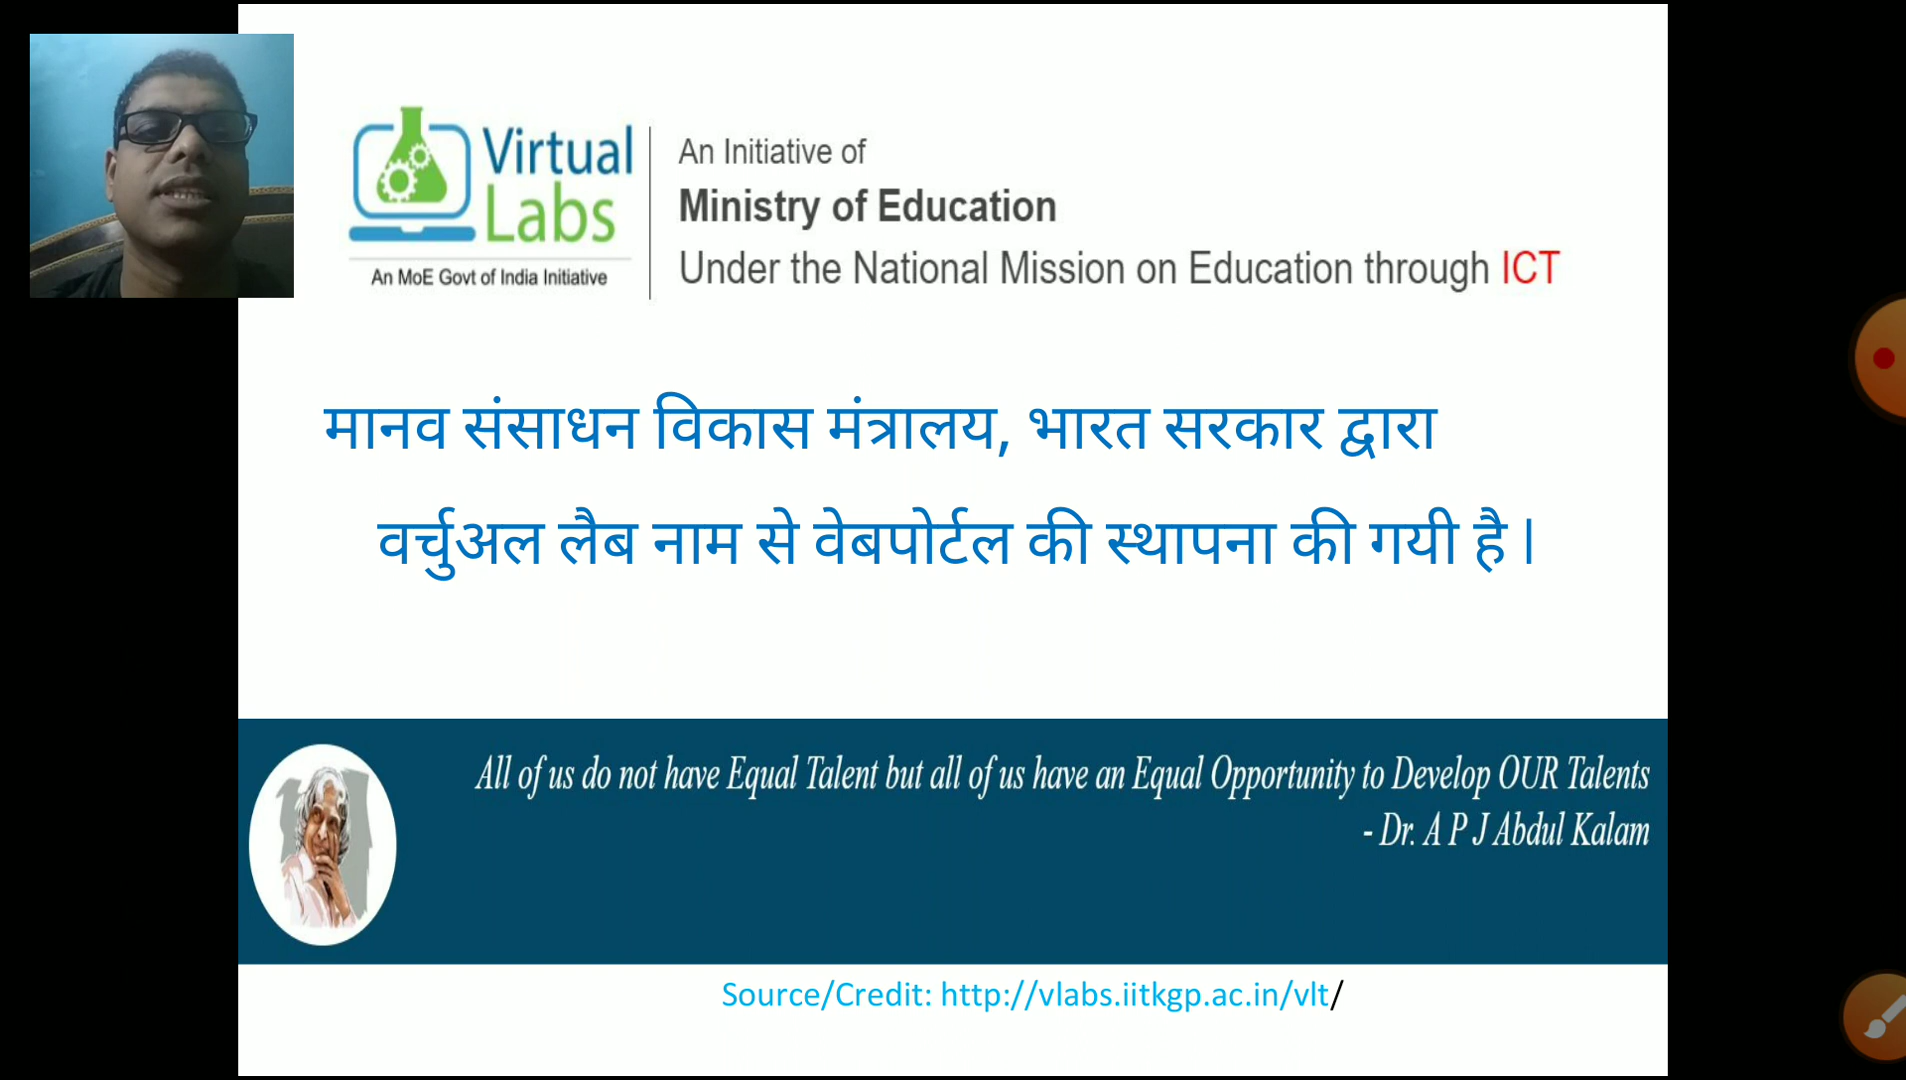 Virtual
Labs
An MoE Govt of India Initiative
An Initiative of
Ministry of Education
Under the National Mission on Education through ICT
मानव संसाधन विकास मंत्रालय, भारत सरकार द्वारा
वर्चुअल लैब नाम से वेबपोर्टल की स्थापना की गयी है l
All of us do not have Equal Talent but all of us have an Equal Opportunity to Develop OUR Talents
- Dr. A P J Abdul Kalam
Source/Credit: http://vlabs.iitkgp.ac.in/vlt/